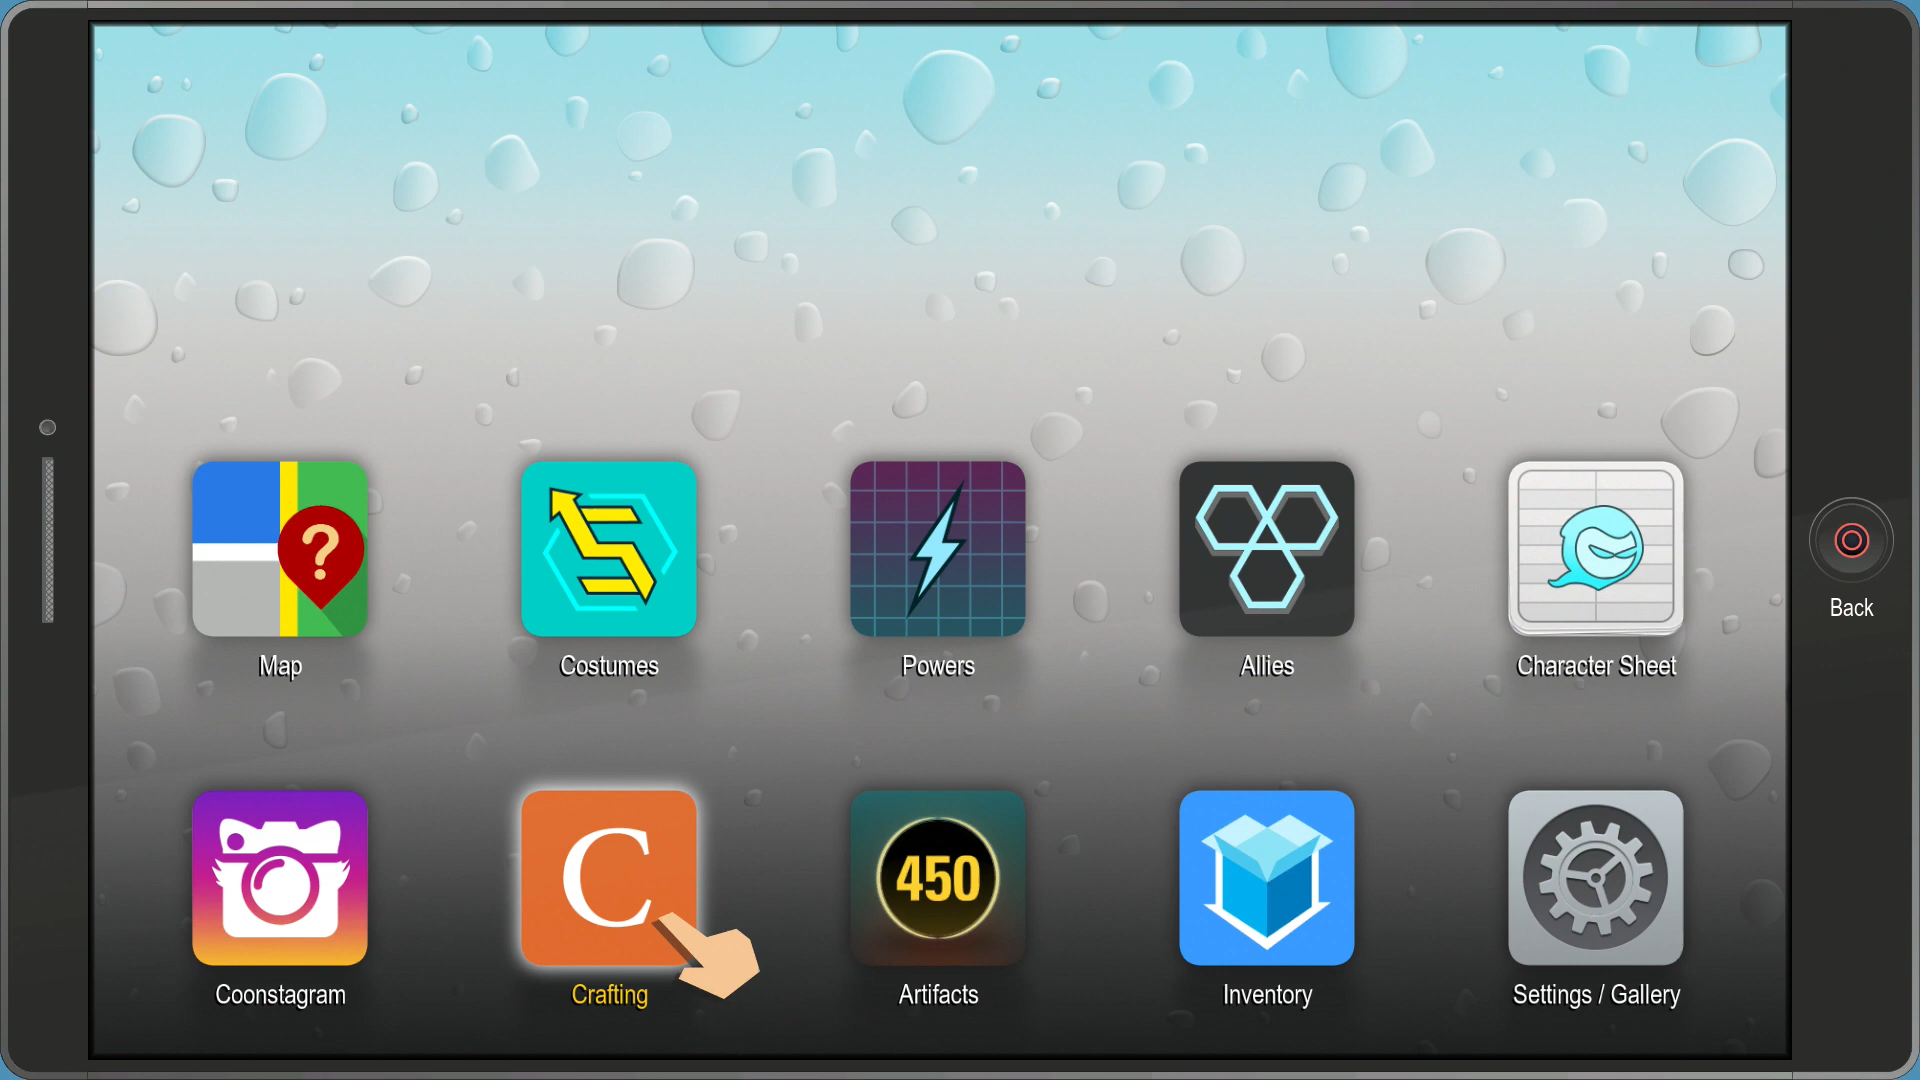 Map
Costumes
Powers
Allies
Character Sheet
Back
Coonstagram
C
Crafting
450
Artifacts
Inventory
Settings / Gallery